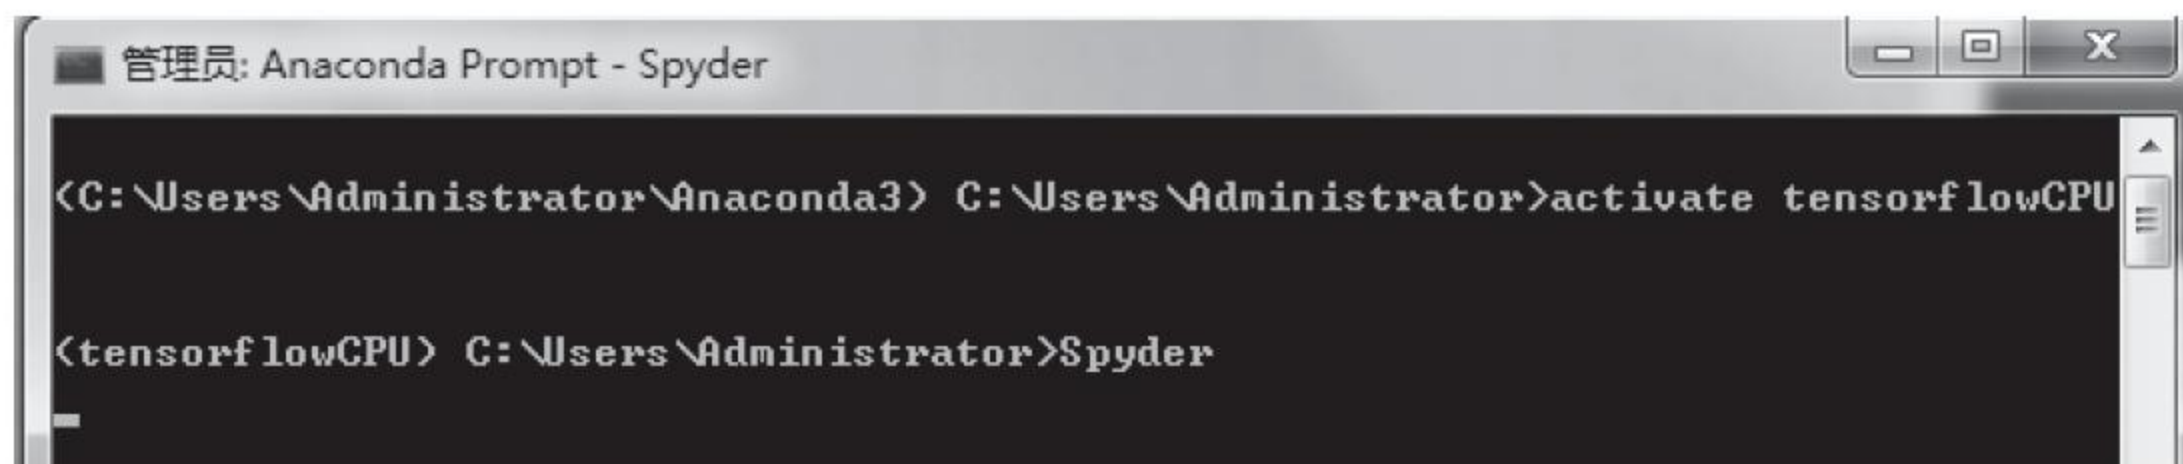 管理员: Anaconda Prompt - Spyder
(C:\Users\Administrator\Anaconda3) C:\Users\Administrator>activate tensorflowCPU
(tensorflowCPU) C:\Users\Administrator>Spyder